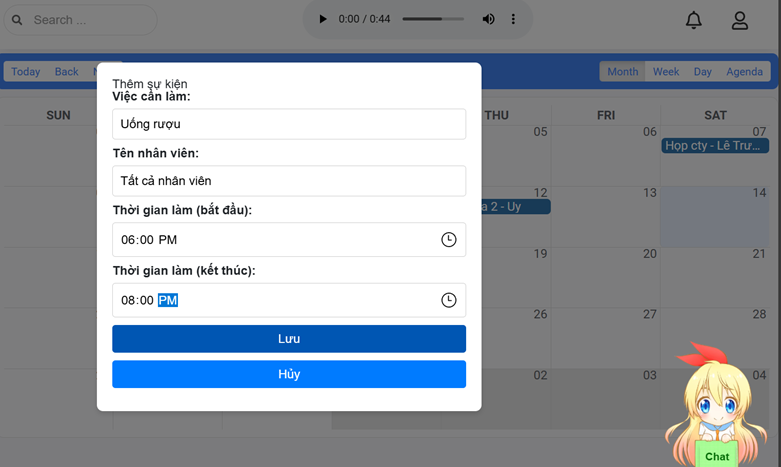 Search ...
0:00 / 0:44
Today Back
Month Week Day Agenda
Thêm sự kiện
Việc cần làm:
Uống rượu
Tên nhân viên:
Tất cả nhân viên
Thời gian làm (bắt đầu):
06:00 PM
Thời gian làm (kết thúc):
08:00 PM
Lưu
Hủy
SUN THU FRI SAT
05 06 07
Họp cty - Lê Trư...
12 13 14
a 2 - Uy
19 20 21
26 27 28
02 03 04
Chat